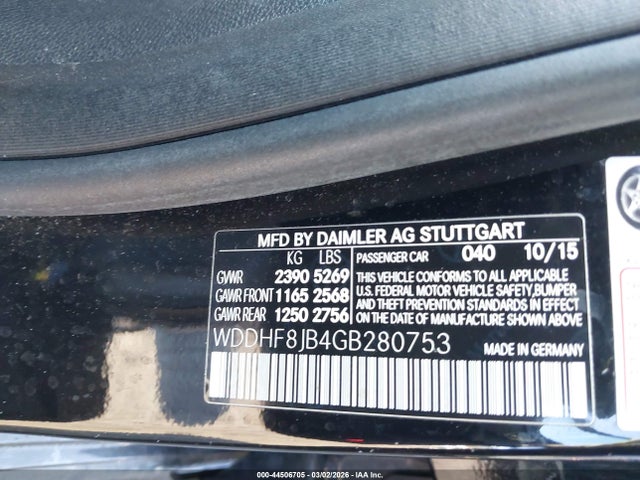 MFD BY DAIMLER AG STUTTGART
KG LBS
GVWR 2390 5269
GAWR FRONT 1165 2568
GAWR REAR 1250 2756
PASSENGER CAR 040 10/15
THIS VEHICLE CONFORMS TO ALL APPLICABLE
U.S. FEDERAL MOTOR VEHICLE SAFETY, BUMPER
AND THEFT PREVENTION STANDARDS IN EFFECT
ON THE DATE OF MANUFACTURE SHOWN ABOVE.
WDDHF8JB4GB280753
MADE IN GERMANY
000-44506705 - 03/02/2026 - IAATX.COM